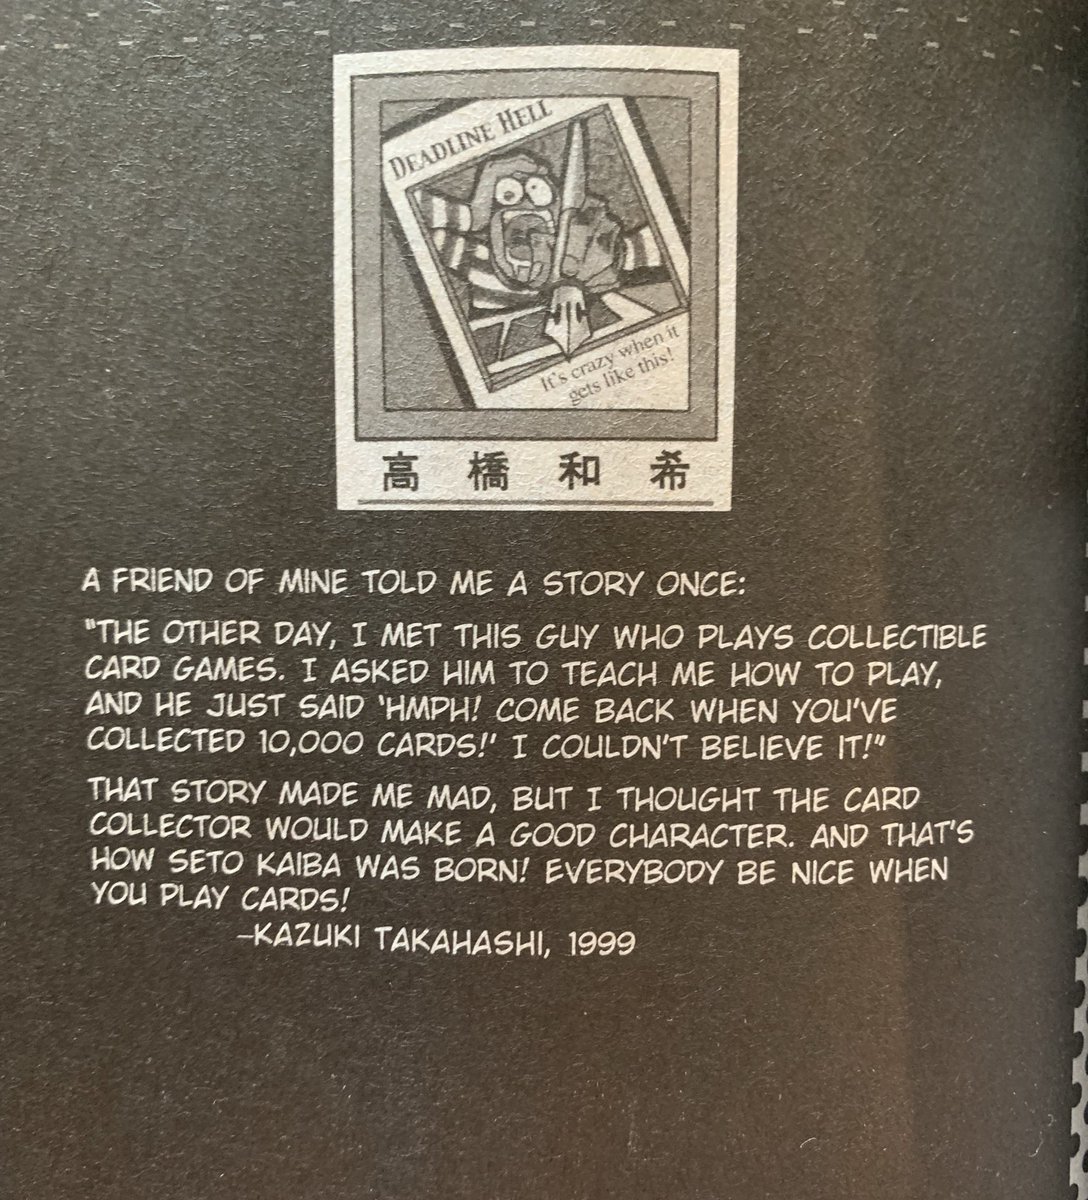 DEADLINE HELL
It's crazy when it
gets like this!
高橋和希
A FRIEND OF MINE TOLD ME A STORY ONCE:
"THE OTHER DAY, I MET THIS GUY WHO PLAYS COLLECTIBLE
CARD GAMES. I ASKED HIM TO TEACH ME HOW TO PLAY,
AND HE JUST SAID 'HMPH! COME BACK WHEN YOU'VE
COLLECTED 10,000 CARDS!' I COULDN'T BELIEVE IT!"
THAT STORY MADE ME MAD, BUT I THOUGHT THE CARD
COLLECTOR WOULD MAKE A GOOD CHARACTER. AND THAT'S
HOW SETO KAIBA WAS BORN! EVERYBODY BE NICE WHEN
YOU PLAY CARDS!
–KAZUKI TAKAHASHI, 1999